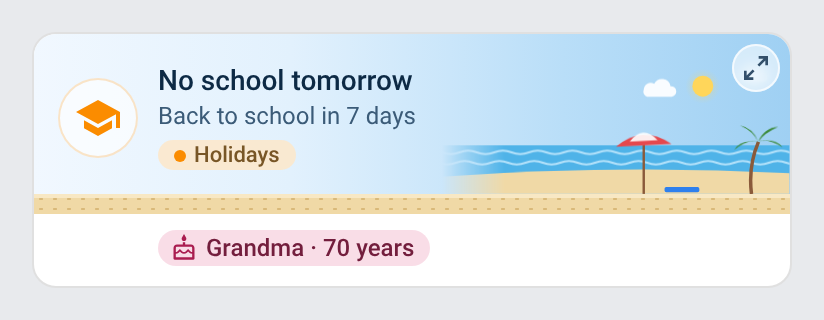 No school tomorrow
Back to school in 7 days
Holidays
Grandma · 70 years